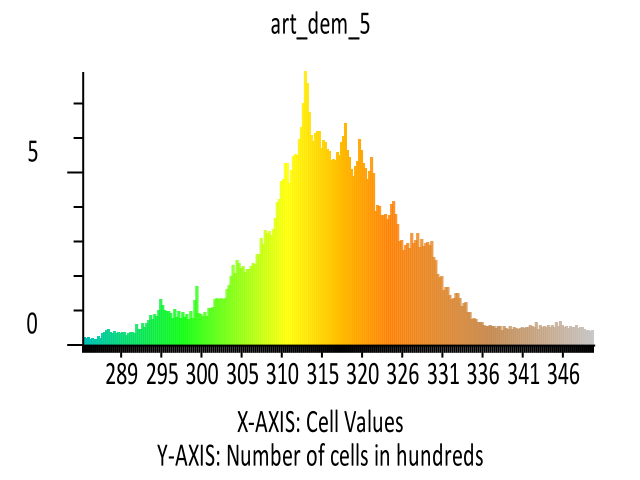 art_dem_5
5
0
289 295 300 305 310 315 320 326 331 336 341 346
X-AXIS: Cell Values
Y-AXIS: Number of cells in hundreds